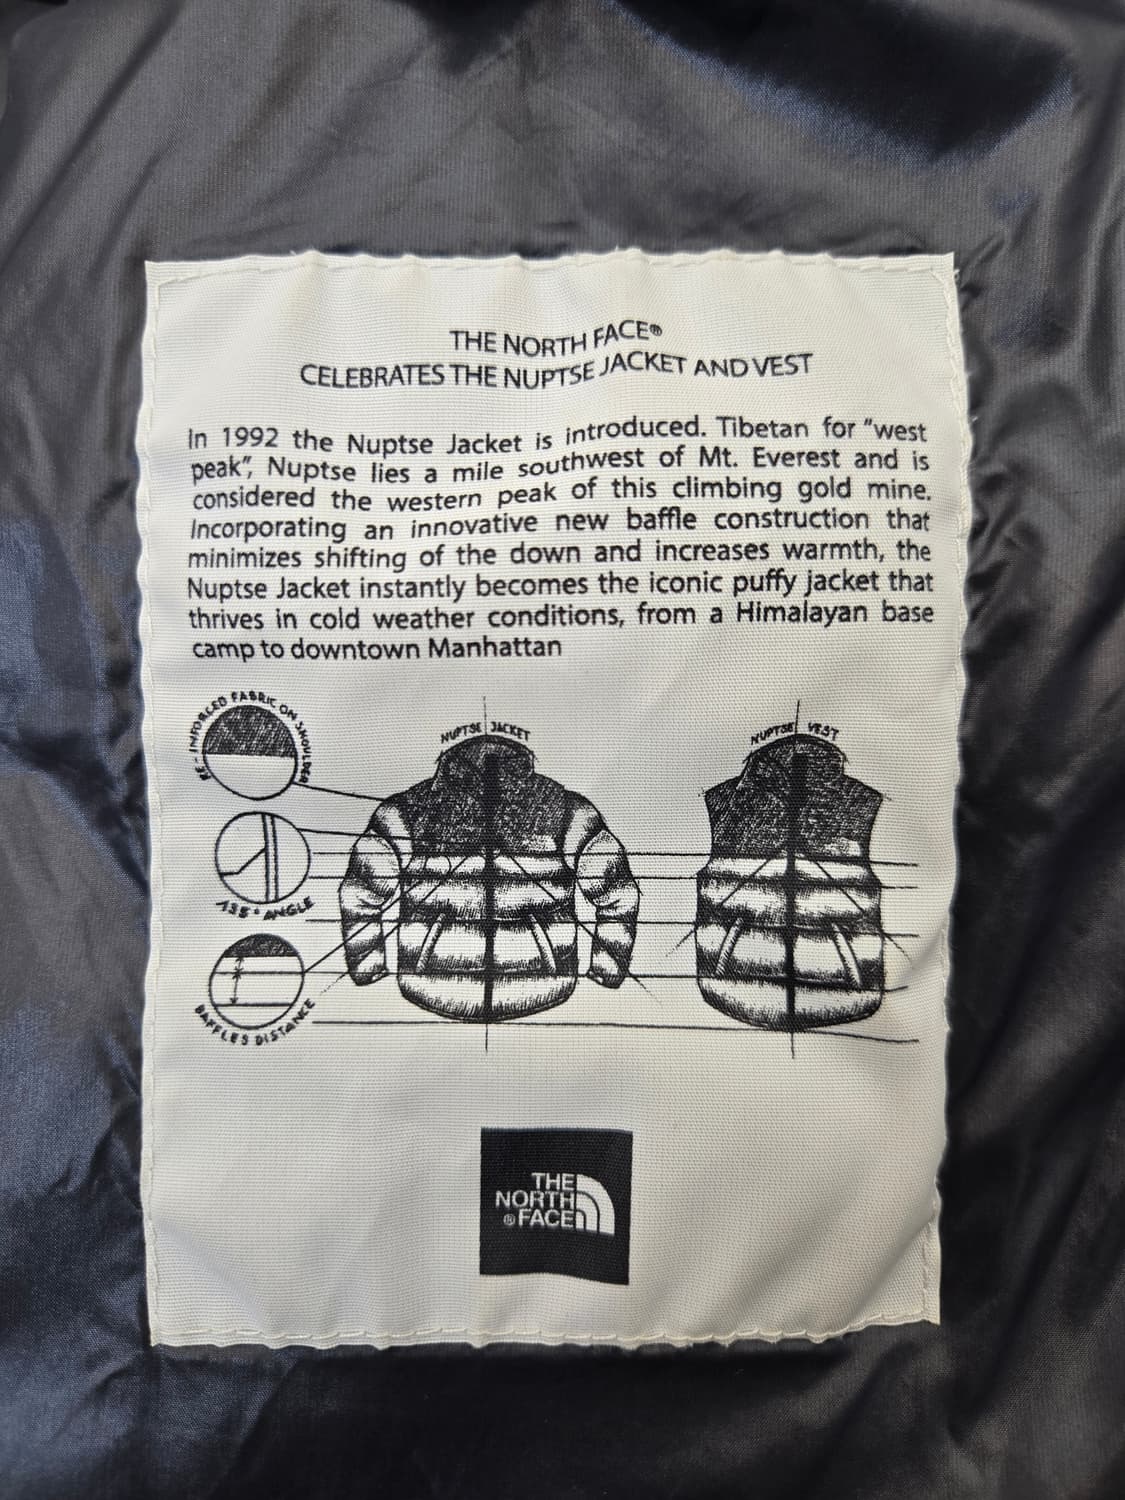 THE NORTH FACE®
CELEBRATES THE NUPTSE JACKET AND VEST
In 1992 the Nuptse Jacket is introduced. Tibetan for "west
peak", Nuptse lies a mile southwest of Mt. Everest and is
considered the western peak of this climbing gold mine.
Incorporating an innovative new baffle construction that
minimizes shifting of the down and increases warmth, the
Nuptse Jacket instantly becomes the iconic puffy jacket that
thrives in cold weather conditions, from a Himalayan base
camp to downtown Manhattan
RE-INFORCED FABRIC ON SHOULDER
NUPTSE JACKET
NUPTSE VEST
135° ANGLE
BAFFLES DISTANCE
THE
NORTH
® FACE